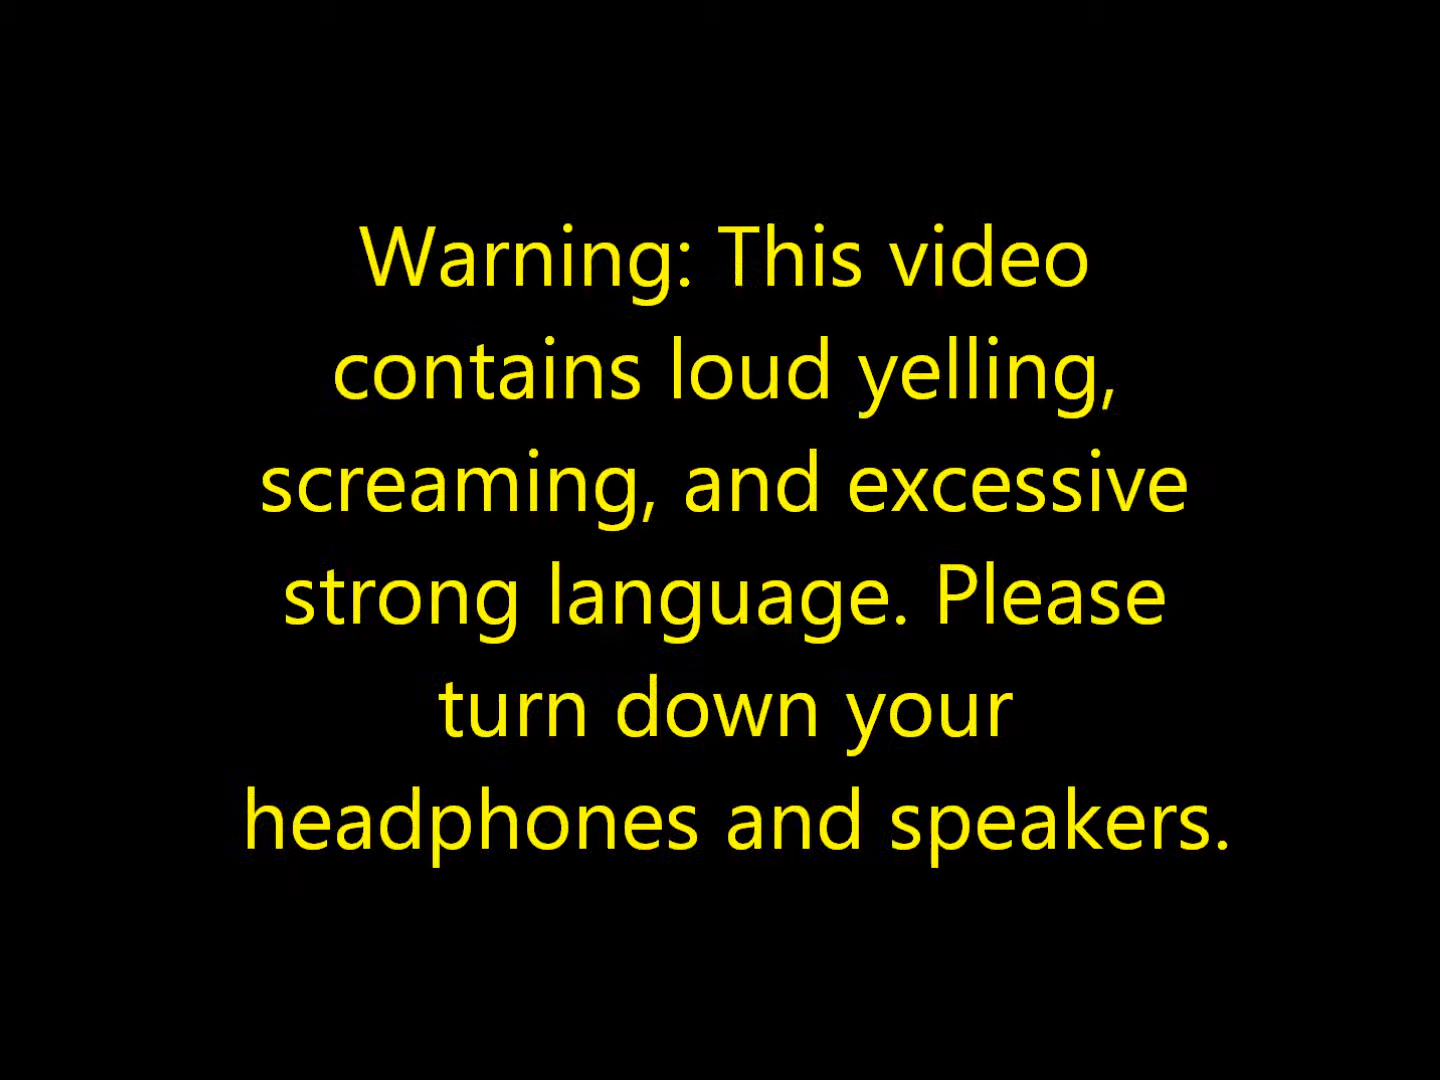 Warning: This video
contains loud yelling,
screaming, and excessive
strong language. Please
turn down your
headphones and speakers.